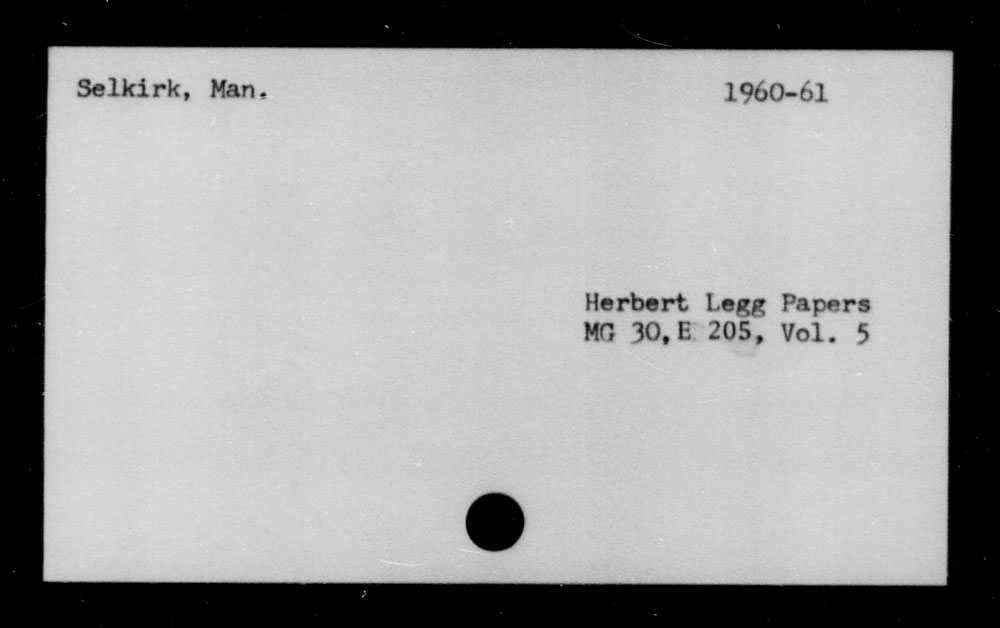 Selkirk, Man.
1960-61
Herbert Legg Papers
MG 30, E 205, Vol. 5